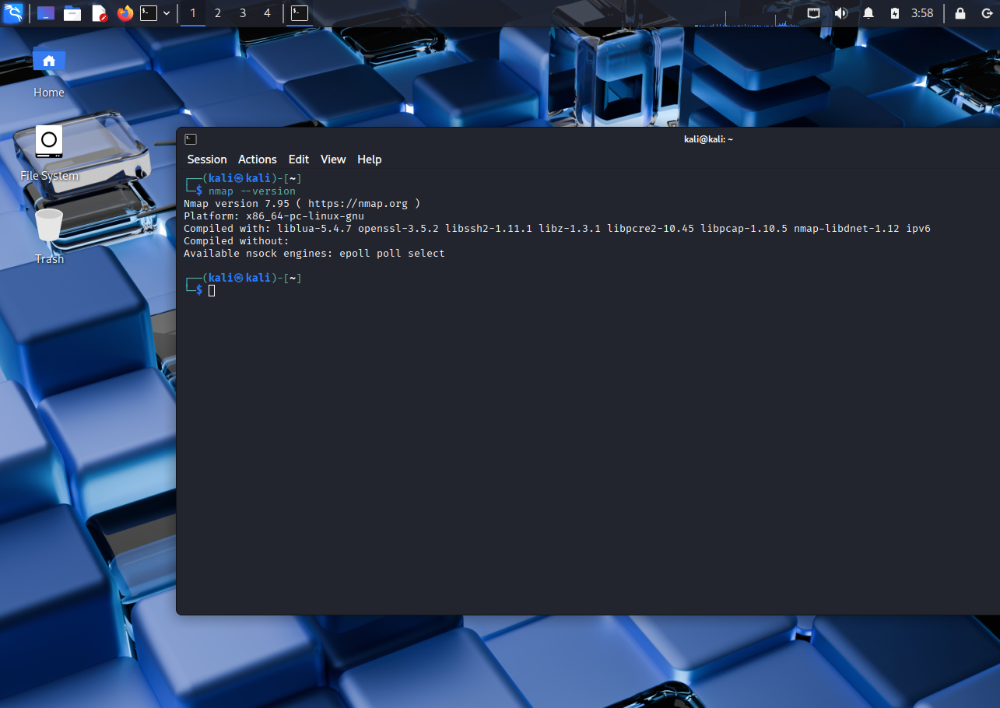 1 2 3 4
3:58
Home
File System
Trash
kali@kali: ~
Session Actions Edit View Help
┌──(kali㉿kali)-[~]
└─$ nmap --version
Nmap version 7.95 ( https://nmap.org )
Platform: x86_64-pc-linux-gnu
Compiled with: liblua-5.4.7 openssl-3.5.2 libssh2-1.11.1 libz-1.3.1 libpcre2-10.45 libpcap-1.10.5 nmap-libdnet-1.12 ipv6
Compiled without:
Available nsock engines: epoll poll select
┌──(kali㉿kali)-[~]
└─$